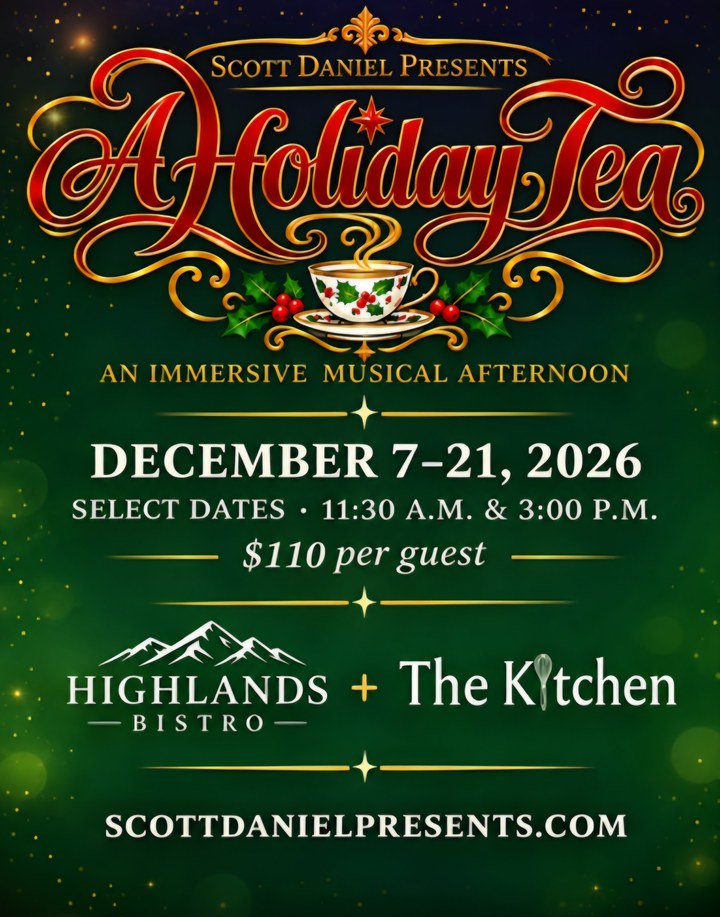 SCOTT DANIEL PRESENTS
A Holiday Tea
AN IMMERSIVE MUSICAL AFTERNOON
DECEMBER 7–21, 2026
SELECT DATES · 11:30 A.M. & 3:00 P.M.
$110 per guest
HIGHLANDS BISTRO + The Kitchen
SCOTTDANIELPRESENTS.COM